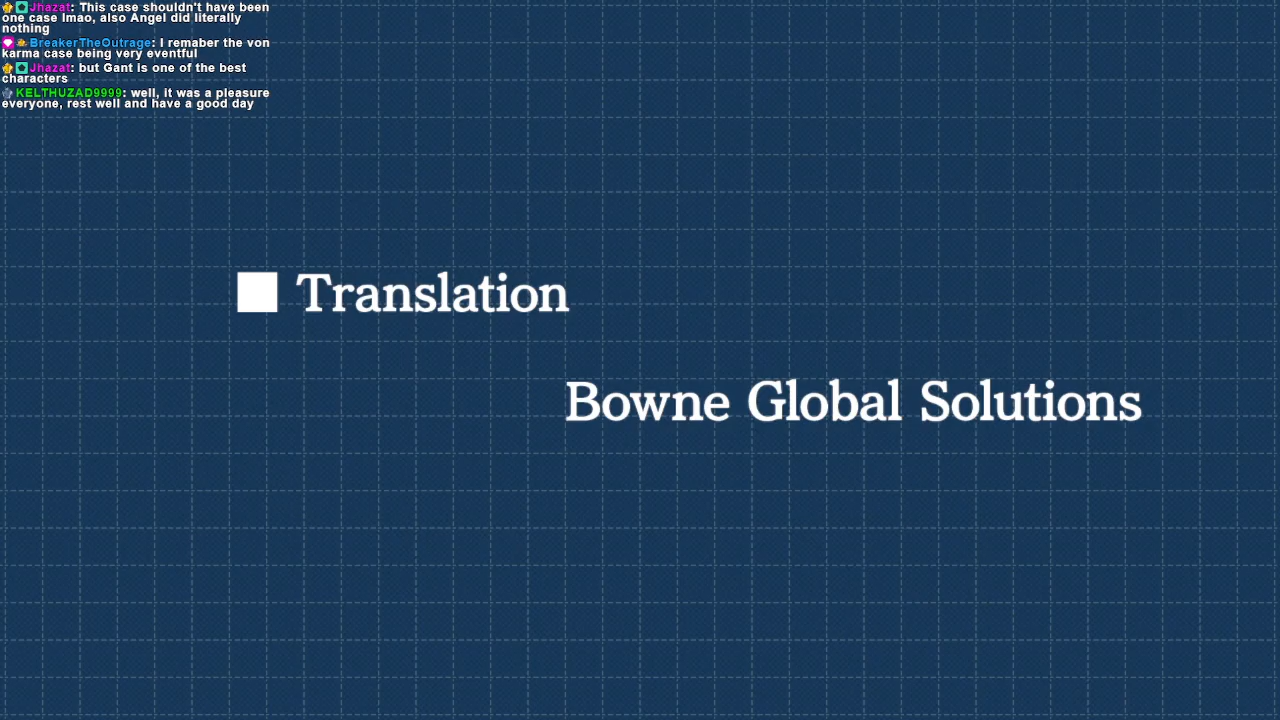 Jhazat: This case shouldn't have been
one case lmao, also Angel did literally
nothing
BreakerTheOutrage: I remaber the von
karma case being very eventful
Jhazat: but Gant is one of the best
characters
KELTHUZAD9999: well, it was a pleasure
everyone, rest well and have a good day
■ Translation
Bowne Global Solutions